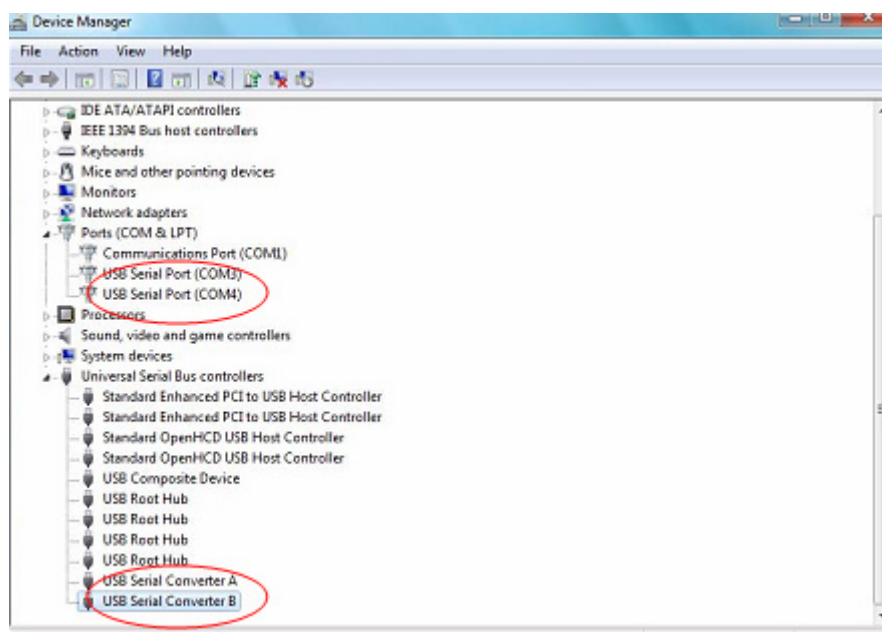 Device Manager
File Action View Help
IDE ATA/ATAPI controllers
IEEE 1394 Bus host controllers
Keyboards
Mice and other pointing devices
Monitors
Network adapters
Ports (COM & LPT)
Communications Port (COM1)
USB Serial Port (COM3)
USB Serial Port (COM4)
Processors
Sound, video and game controllers
System devices
Universal Serial Bus controllers
Standard Enhanced PCI to USB Host Controller
Standard Enhanced PCI to USB Host Controller
Standard OpenHCD USB Host Controller
Standard OpenHCD USB Host Controller
USB Composite Device
USB Root Hub
USB Root Hub
USB Root Hub
USB Root Hub
USB Serial Converter A
USB Serial Converter B